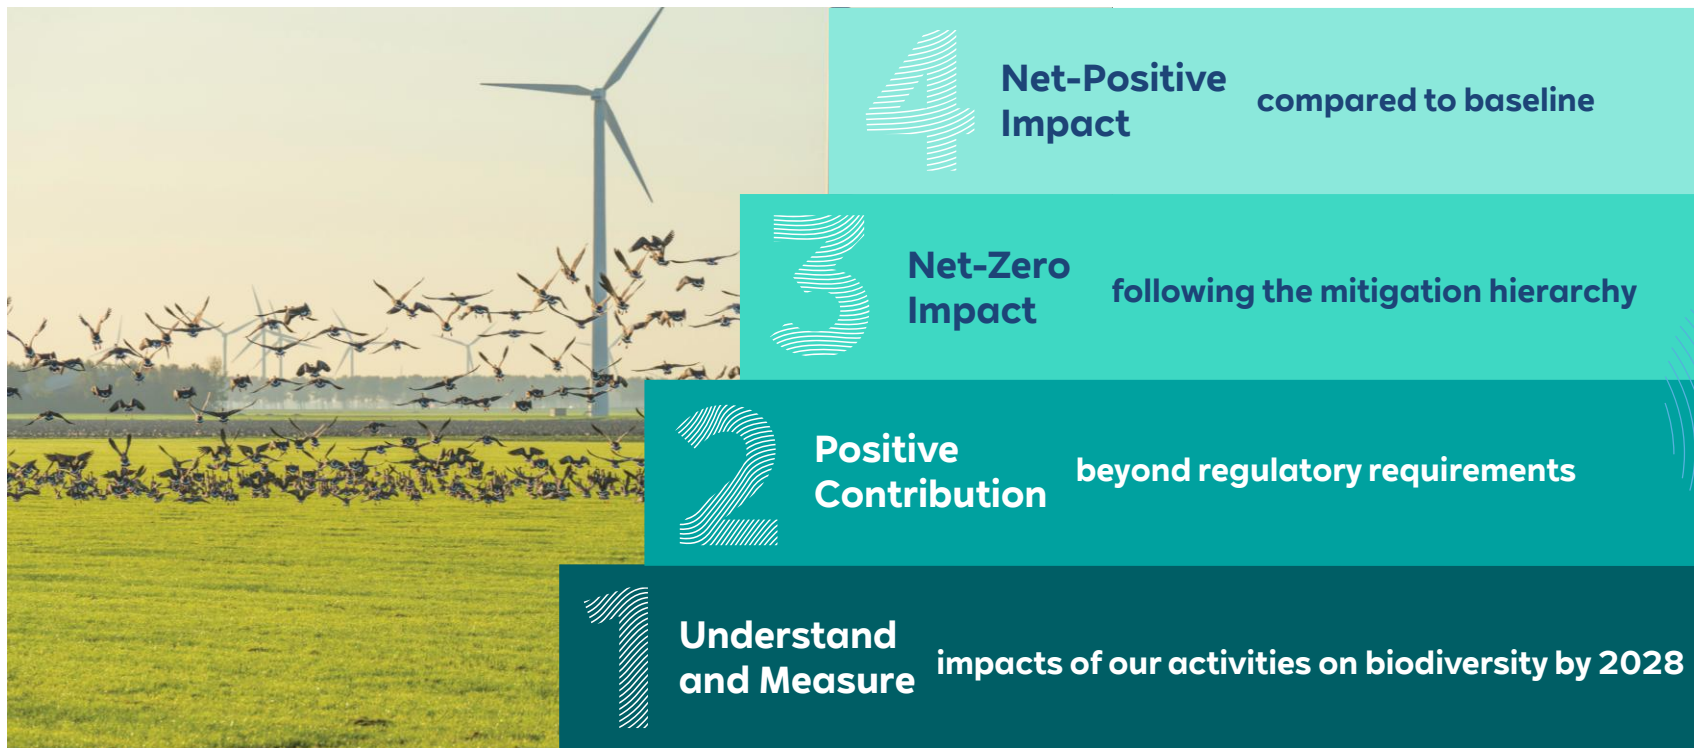 4
Net-Positive
Impact
compared to baseline
3
Net-Zero
Impact
following the mitigation hierarchy
2
Positive
Contribution
beyond regulatory requirements
1
Understand
and Measure
impacts of our activities on biodiversity by 2028